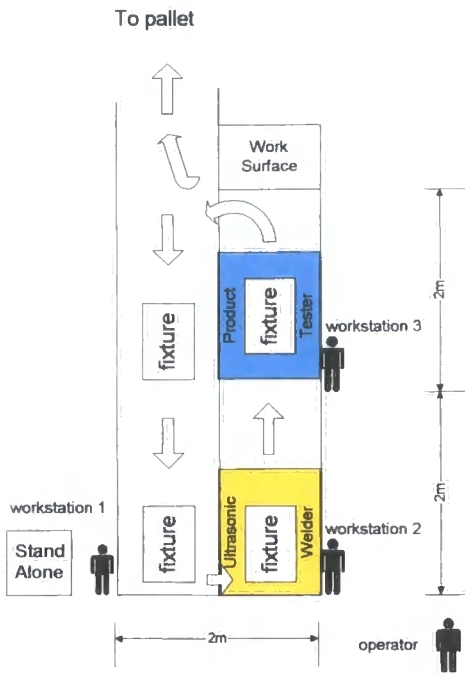 To pallet
Work
Surface
Product
fixture
Tester
fixture
workstation 3
2m
workstation 1
Stand
Alone
fixture
Ultrasonic
fixture
Welder
workstation 2
2m
2m
operator